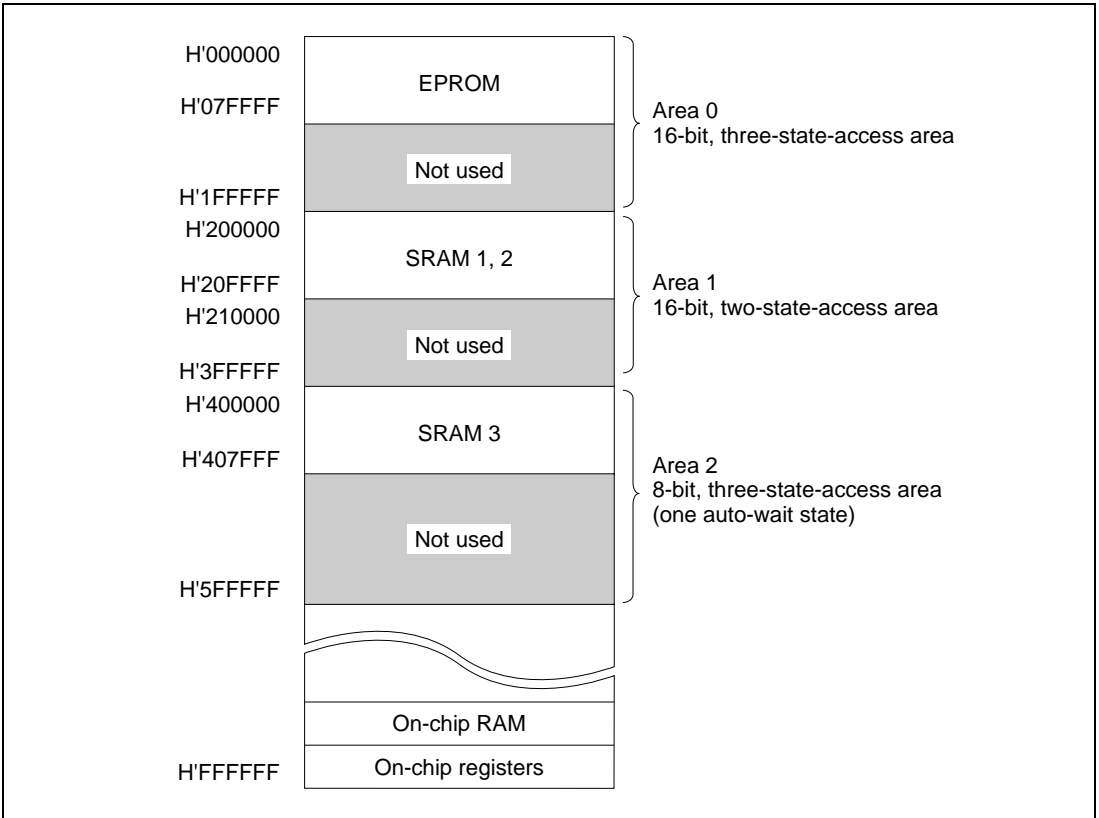 H'000000
EPROM
H'07FFFF
Area 0
16-bit, three-state-access area
Not used
H'1FFFFF
H'200000
SRAM 1, 2
H'20FFFF
Area 1
16-bit, two-state-access area
H'210000
Not used
H'3FFFFF
H'400000
SRAM 3
H'407FFF
Area 2
8-bit, three-state-access area
(one auto-wait state)
Not used
H'5FFFFF
On-chip RAM
H'FFFFFF
On-chip registers